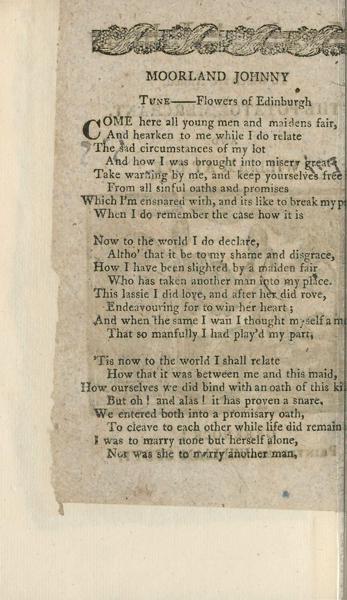 MOORLAND JOHNNY
TUNE——Flowers of Edinburgh
COME here all young men and maidens fair,
And hearken to me while I do relate
The sad circumstances of my lot
And how I was brought into misery great
Take warning by me, and keep yourselves free
From all sinful oaths and promises
Which I'm ensnared with, and its like to break my
When I do remember the case how it is
Now to the world I do declare,
Altho' that it be to my shame and disgrace,
How I have been slighted by a maiden fair
Who has taken another man into my place.
This lassie I did love, and after her did rove,
Endeavouring for to win her heart;
And when the same I wan I thought myself a
That so manfully I had play'd my part,
'Tis now to the world I shall relate
How that it was between me and this maid,
How ourselves we did bind with an oath of this
But oh! and alas! it has proven a snare.
We entered both into a promisary oath,
To cleave to each other while life did remain
I was to marry none but herself alone,
Nor was she to marry another man,